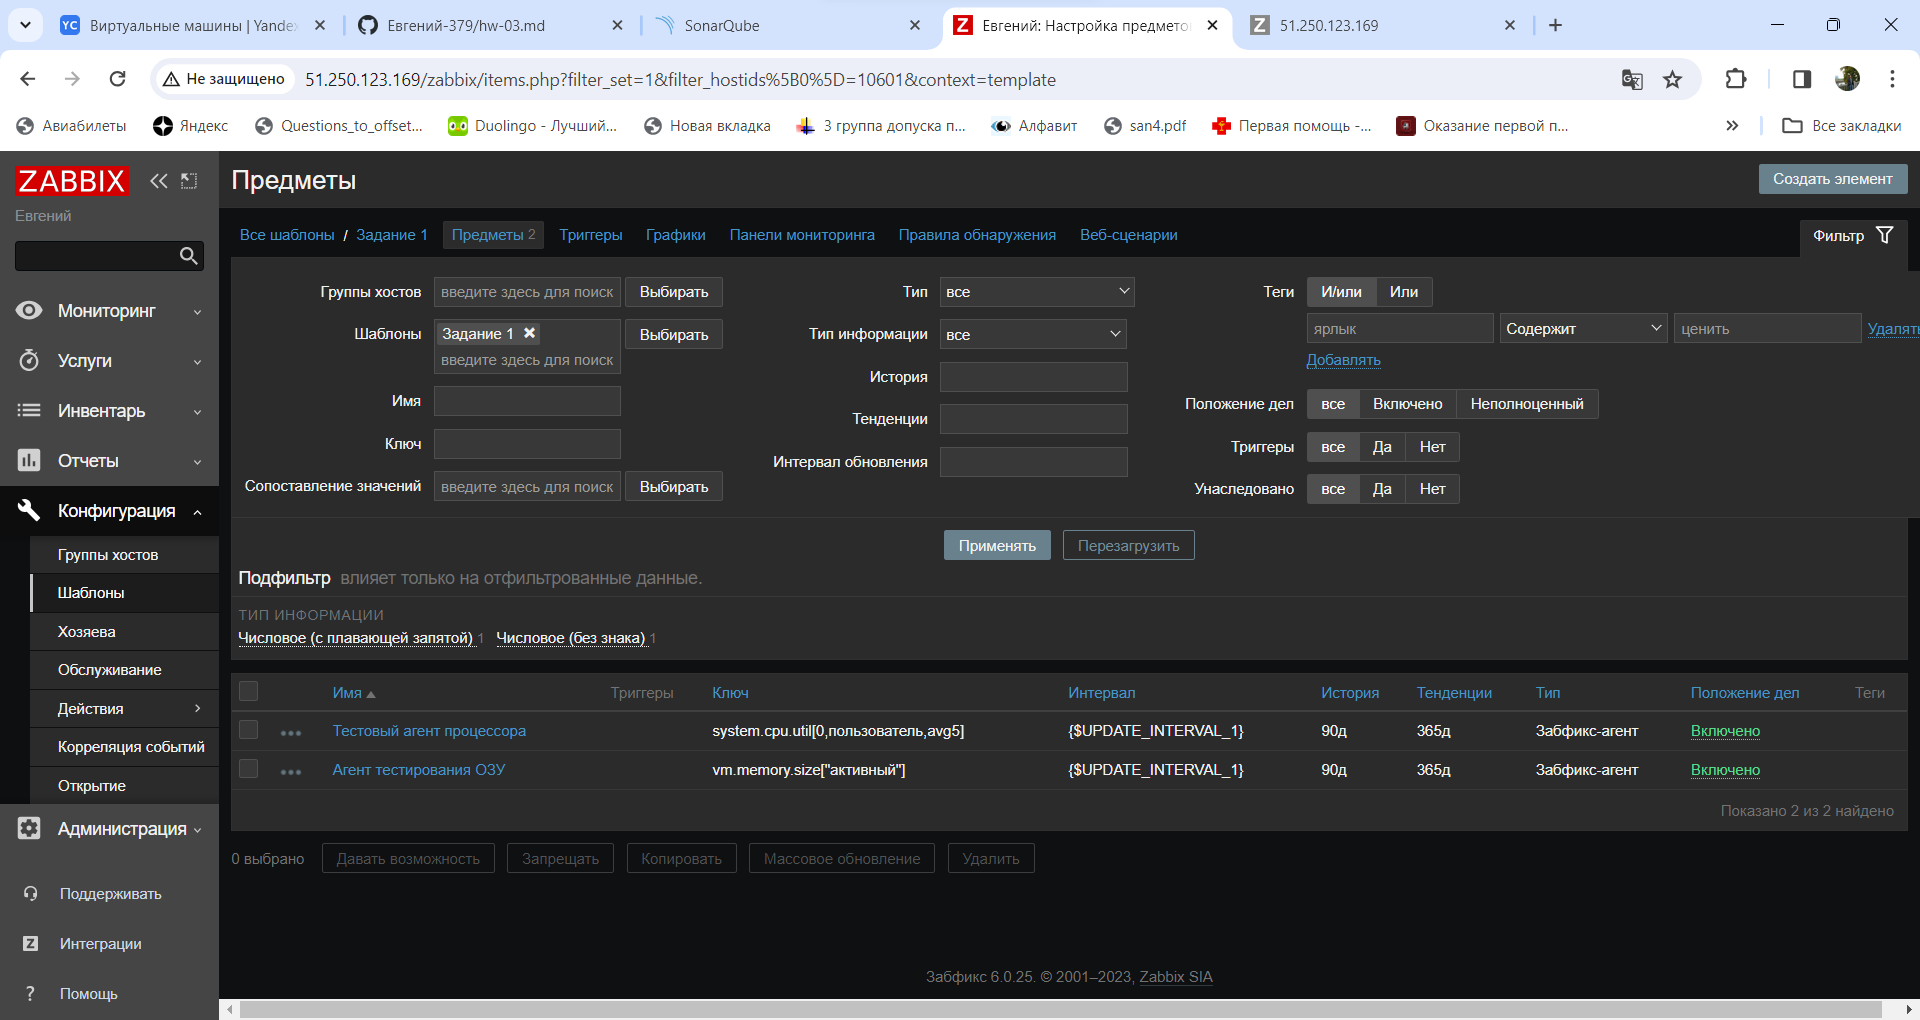 Виртуальные машины | Yande
Евгений-379/hw-03.md
SonarQube
Евгений: Настройка предмето
51.250.123.169
Не защищено
51.250.123.169/zabbix/items.php?filter_set=1&filter_hostids%5B0%5D=10601&context=template
Авиабилеты
Яндекс
Questions_to_offset...
Duolingo - Лучший...
Новая вкладка
3 группа допуска п...
Алфавит
san4.pdf
Первая помощь -...
Оказание первой п...
Все закладки
ZABBIX
Евгений
Мониторинг
Услуги
Инвентарь
Отчеты
Конфигурация
Группы хостов
Шаблоны
Хозяева
Обслуживание
Действия
Корреляция событий
Открытие
Администрация
Поддерживать
Интеграции
Помощь
Предметы
Создать элемент
Все шаблоны / Задание 1 Предметы 2 Триггеры Графики Панели мониторинга Правила обнаружения Веб-сценарии
Фильтр
Группы хостов введите здесь для поиск Выбирать
Шаблоны Задание 1 Выбирать
введите здесь для поиск
Имя
Ключ
Сопоставление значений введите здесь для поиск Выбирать
Тип все
Тип информации все
История
Тенденции
Интервал обновления
Теги И/или Или
ярлык Содержит ценить Удалять
Добавлять
Положение дел все Включено Неполноценный
Триггеры все Да Нет
Унаследовано все Да Нет
Применять Перезагрузить
Подфильтр влияет только на отфильтрованные данные.
ТИП ИНФОРМАЦИИ
Числовое (с плавающей запятой) 1 Числовое (без знака) 1
Имя Триггеры Ключ Интервал История Тенденции Тип Положение дел Теги
Тестовый агент процессора system.cpu.util[0,пользователь,avg5] {$UPDATE_INTERVAL_1} 90д 365д Забфикс-агент Включено
Агент тестирования ОЗУ vm.memory.size["активный"] {$UPDATE_INTERVAL_1} 90д 365д Забфикс-агент Включено
Показано 2 из 2 найдено
0 выбрано Давать возможность Запрещать Копировать Массовое обновление Удалить
Забфикс 6.0.25. © 2001–2023, Zabbix SIA